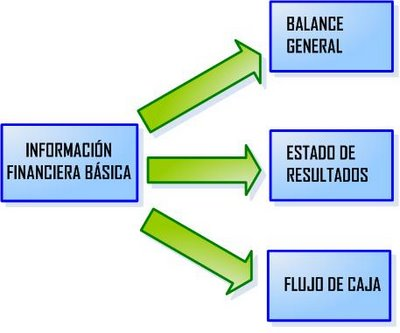 BALANCE
GENERAL
INFORMACIÓN
FINANCIERA BÁSICA
ESTADO DE
RESULTADOS
FLUJO DE CAJA